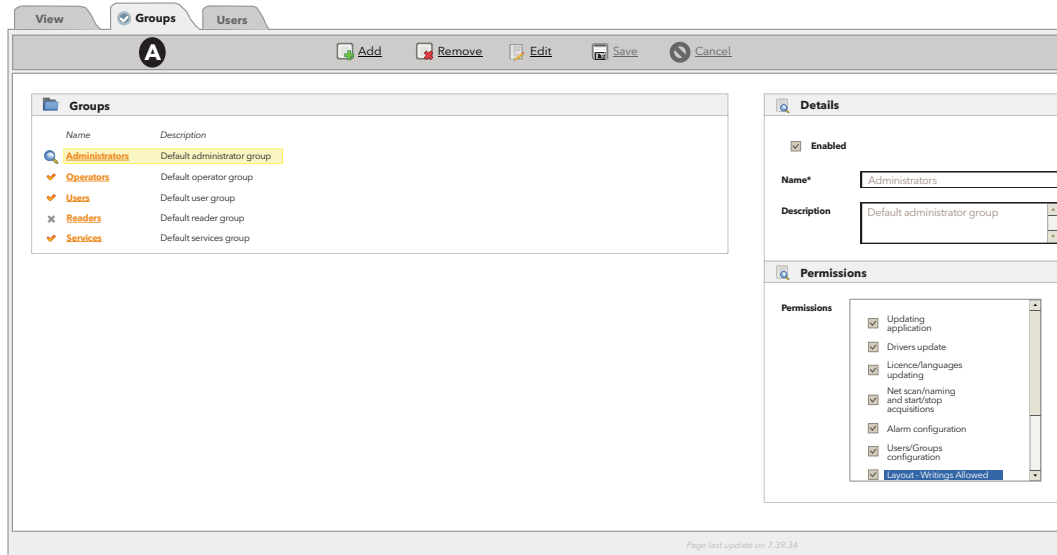 View
Groups
Users
A
Add
Remove
Edit
Save
Cancel
Groups
Name Description
Administrators Default administrator group
Operators Default operator group
Users Default user group
Readers Default reader group
Services Default services group
Details
Enabled
Name* Administrators
Description Default administrator group
Permissions
Permissions
Updating
application
Drivers update
Licence/languages
updating
Net scan/naming
and start/stop
acquisitions
Alarm configuration
Users/Groups
configuration
Layout - Writings Allowed
Page last update on 7.39.34